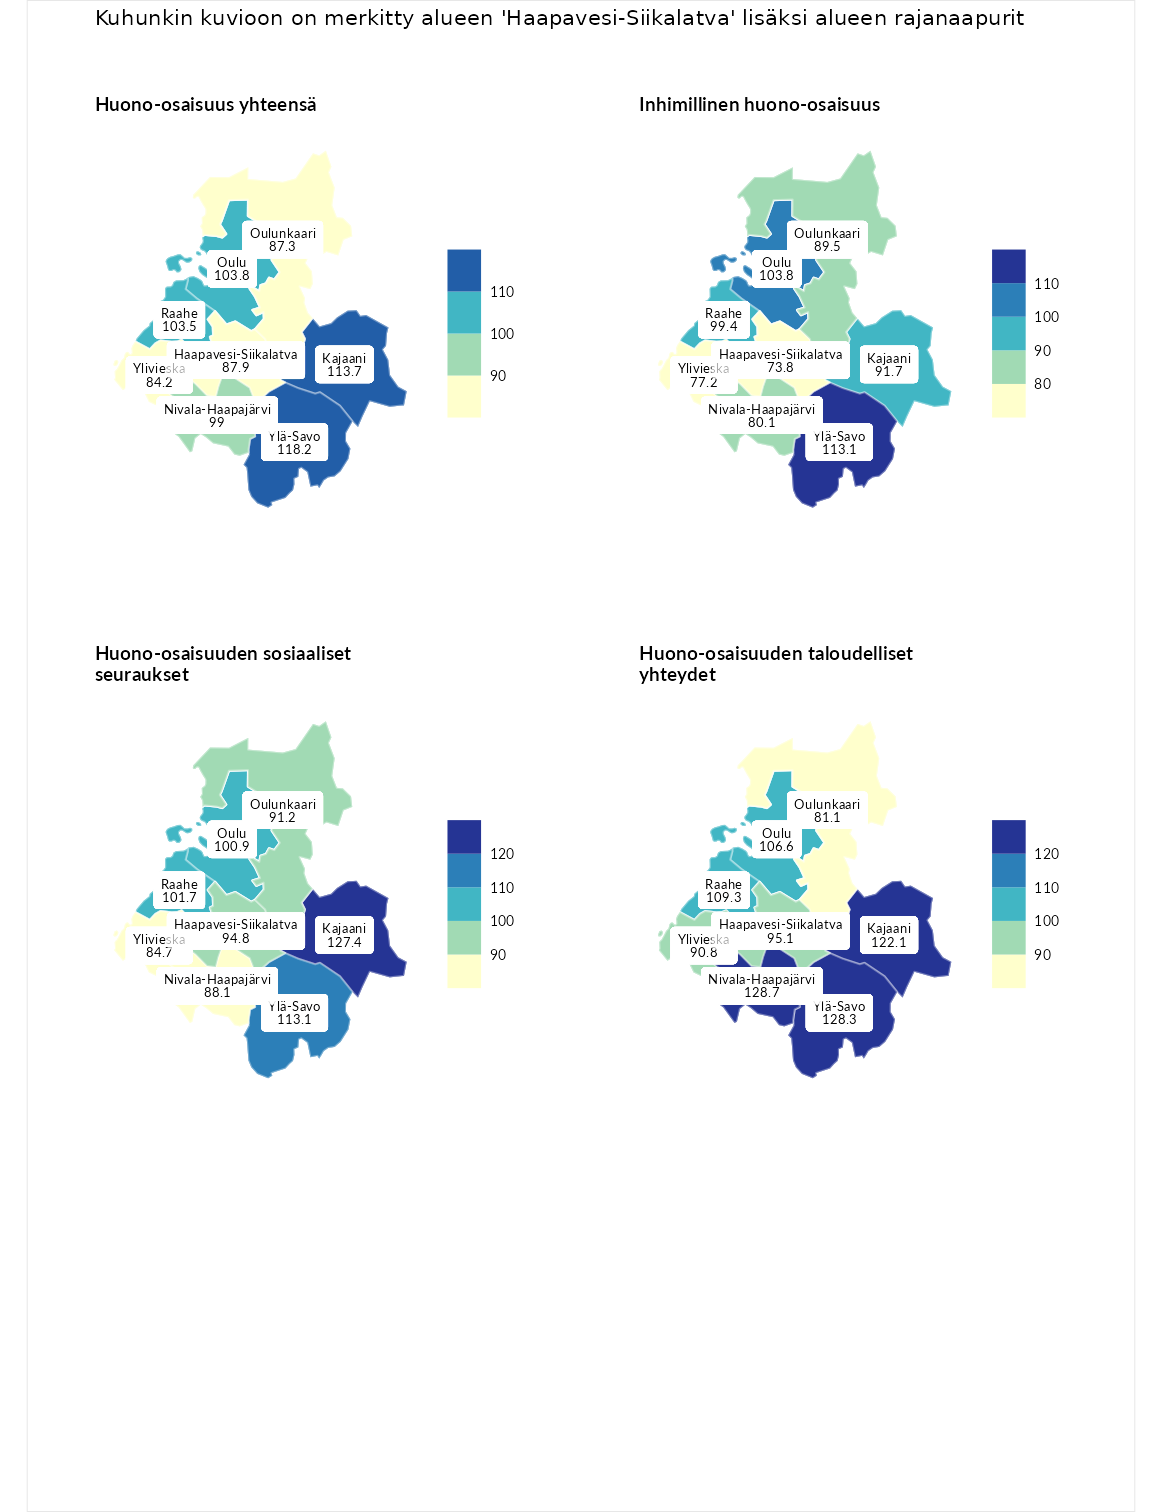 Kuhunkin kuvioon on merkitty alueen 'Haapavesi-Siikalatva' lisäksi alueen rajanaapurit
Huono-osaisuus yhteensä
Oulunkaari
87.3
Oulu
103.8
Raahe
103.5
Haapavesi-Siikalatva
87.9
Ylivieska
84.2
Kajaani
113.7
Nivala-Haapajärvi
99
Ylä-Savo
118.2
110
100
90
Inhimillinen huono-osaisuus
Oulunkaari
89.5
Oulu
103.8
Raahe
99.4
Haapavesi-Siikalatva
73.8
Ylivieska
77.2
Kajaani
91.7
Nivala-Haapajärvi
80.1
Ylä-Savo
113.1
110
100
90
80
Huono-osaisuuden sosiaaliset
seuraukset
Oulunkaari
91.2
Oulu
100.9
Raahe
101.7
Haapavesi-Siikalatva
94.8
Ylivieska
84.7
Kajaani
127.4
Nivala-Haapajärvi
88.1
Ylä-Savo
113.1
120
110
100
90
Huono-osaisuuden taloudelliset
yhteydet
Oulunkaari
81.1
Oulu
106.6
Raahe
109.3
Haapavesi-Siikalatva
95.1
Ylivieska
90.8
Kajaani
122.1
Nivala-Haapajärvi
128.7
Ylä-Savo
128.3
120
110
100
90